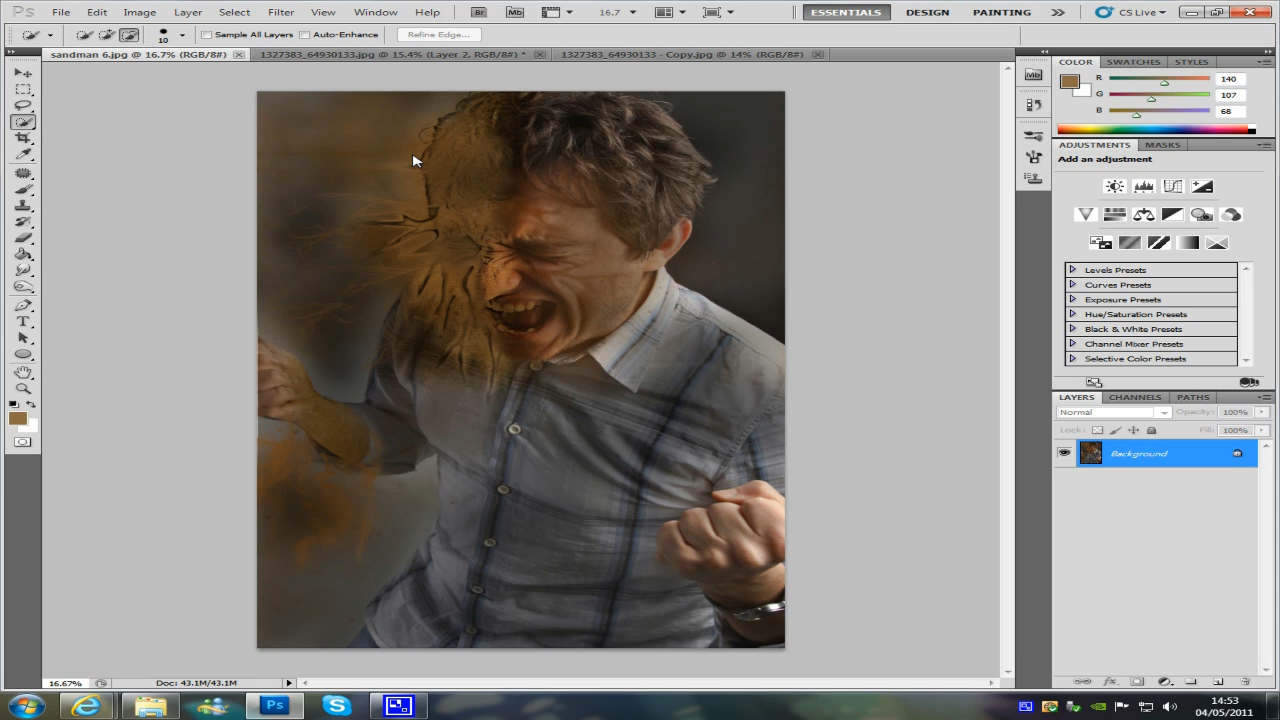 Ps File Edit Image Layer Select Filter View Window Help Br Mb 16.7 ESSENTIALS DESIGN PAINTING CS Live
10 Sample All Layers Auto-Enhance Refine Edge...
sandman 6.jpg @ 16.7% (RGB/8#) 1327383_64930133.jpg @ 15.4% (Layer 2, RGB/8#) * 1327383_64930133 - Copy.jpg @ 14% (RGB/8#)
COLOR SWATCHES STYLES
Mb
R 140
G 107
B 68
ADJUSTMENTS MASKS
Add an adjustment
Levels Presets
Curves Presets
Exposure Presets
Hue/Saturation Presets
Black & White Presets
Channel Mixer Presets
Selective Color Presets
LAYERS CHANNELS PATHS
Normal Opacity: 100%
Lock: Fill: 100%
Background
T
16.67% Doc: 43.1M/43.1M
fx
Ps
14:53
04/05/2011